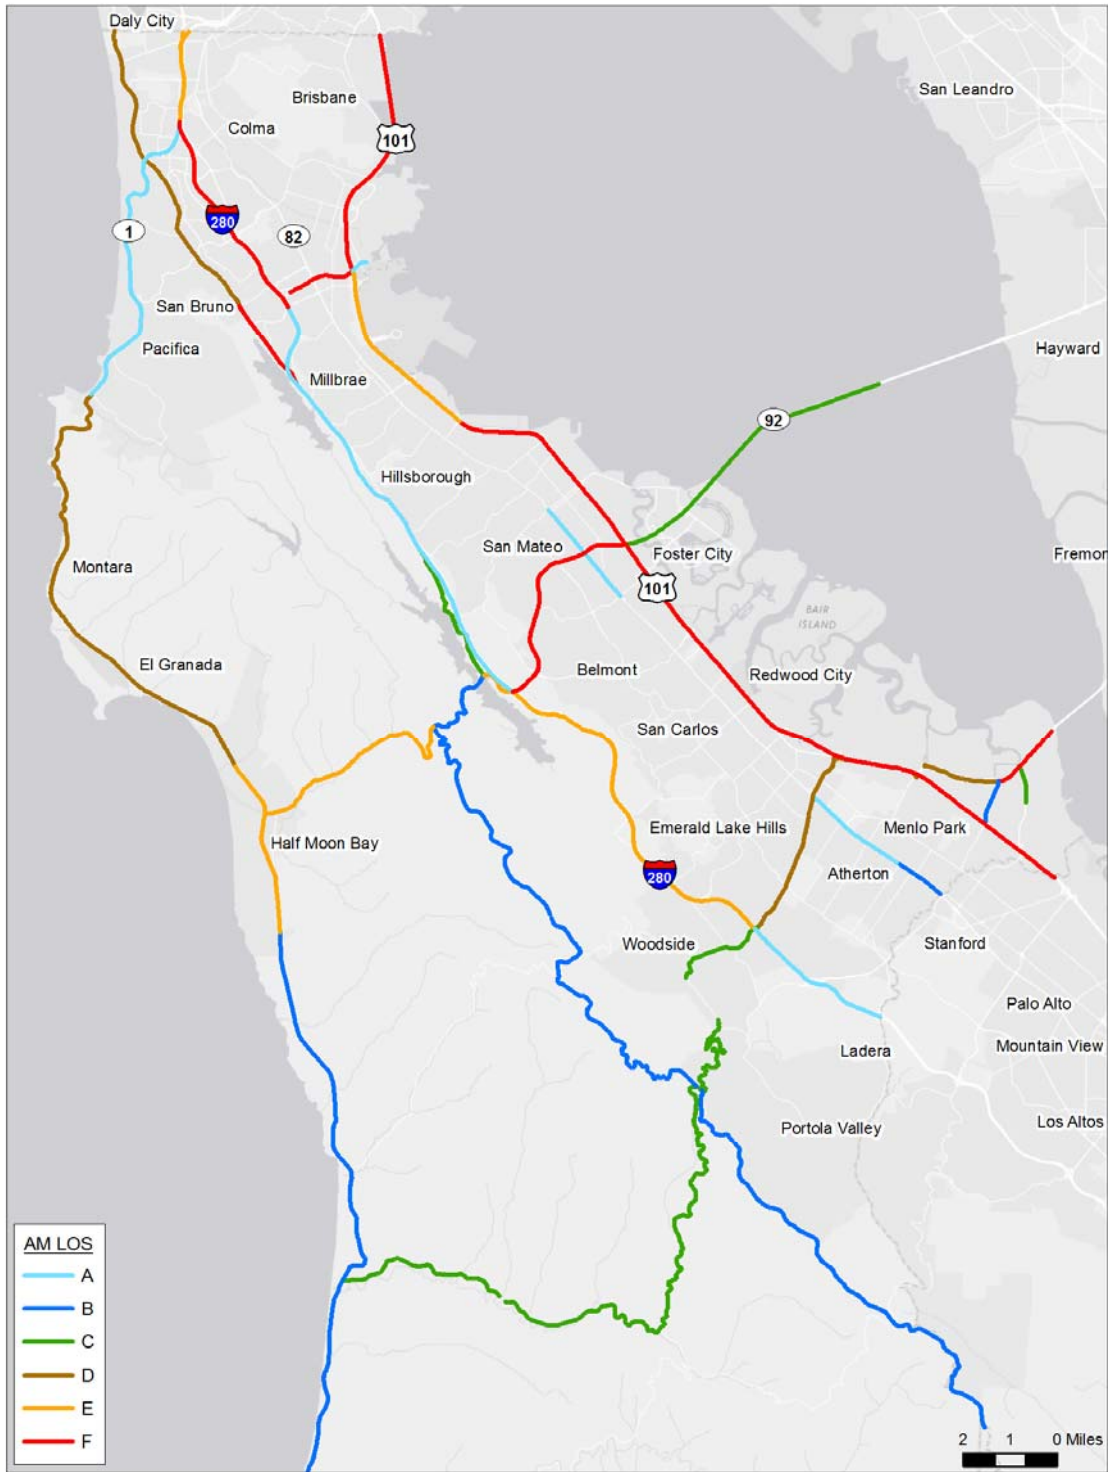 Daly City
San Leandro
Brisbane
Colma
101
280
82
1
San Bruno
Pacifica
Hayward
Millbrae
92
Hillsborough
San Mateo
Foster City
Fremon
Montara
101
BAIR
ISLAND
El Granada
Belmont
Redwood City
San Carlos
Emerald Lake Hills
Menlo Park
Half Moon Bay
280
Atherton
Woodside
Stanford
Palo Alto
Ladera
Mountain View
Portola Valley
Los Altos
AM LOS
A
B
C
D
E
F
2 1 0 Miles